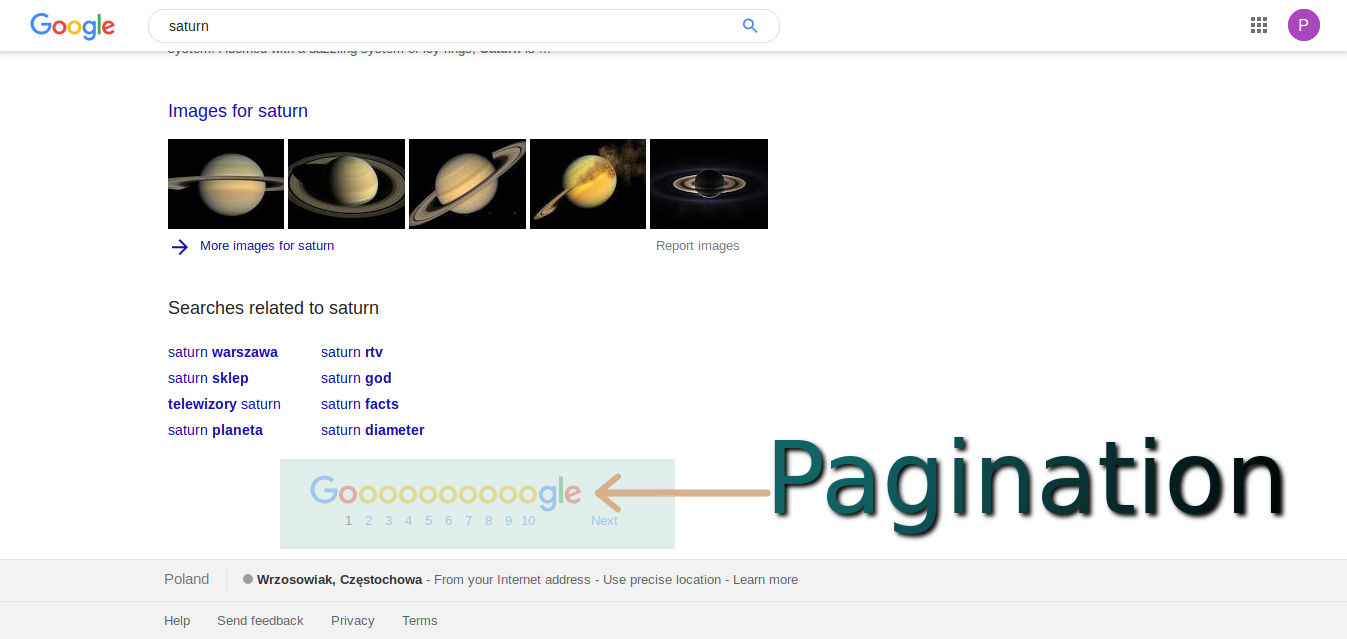 Google saturn P
system. Adorned with a dazzling system of icy rings, Saturn is ...
Images for saturn
More images for saturn Report images
Searches related to saturn
saturn warszawa saturn rtv
saturn sklep saturn god
telewizory saturn saturn facts
saturn planeta saturn diameter
Goooooooooogle Pagination
1 2 3 4 5 6 7 8 9 10 Next
Poland Wrzosowiak, Częstochowa - From your Internet address - Use precise location - Learn more
Help Send feedback Privacy Terms